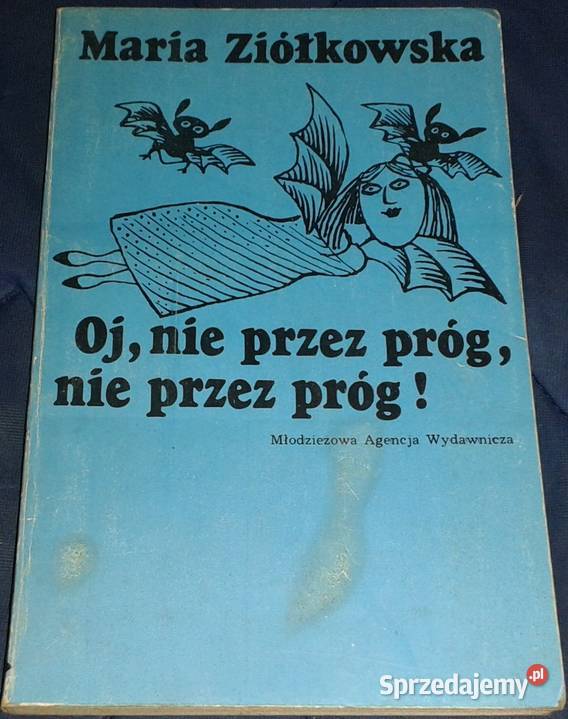 Maria Ziółkowska
Oj, nie przez próg,
nie przez próg!
Młodzieżowa Agencja Wydawnicza
Sprzedajemy.pl